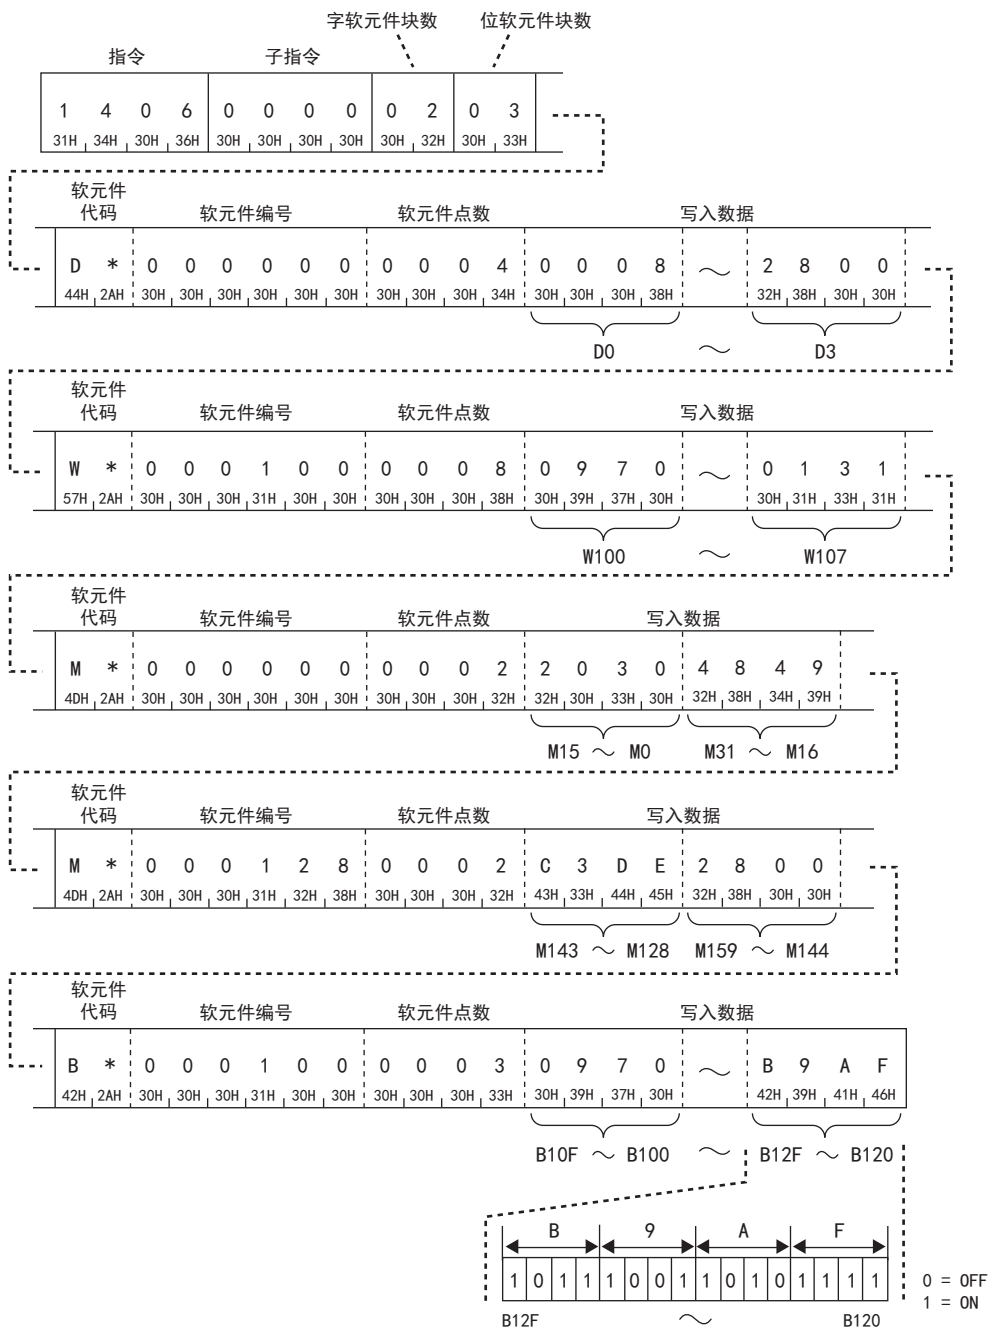 字软元件块数 位软元件块数
指令 子指令
1 4 0 6 0 0 0 0 0 2 0 3
31H 34H 30H 36H 30H 30H 30H 30H 30H 32H 30H 33H
软元件
代码 软元件编号 软元件点数 写入数据
D * 0 0 0 0 0 0 0 0 0 4 0 0 0 8 ～ 2 8 0 0
44H 2AH 30H 30H 30H 30H 30H 30H 30H 30H 30H 34H 30H 30H 30H 38H 32H 38H 30H 30H
D0 ～ D3
软元件
代码 软元件编号 软元件点数 写入数据
W * 0 0 0 1 0 0 0 0 0 8 0 9 7 0 ～ 0 1 3 1
57H 2AH 30H 30H 30H 31H 30H 30H 30H 30H 30H 38H 30H 39H 37H 30H 30H 31H 33H 31H
W100 ～ W107
软元件
代码 软元件编号 软元件点数 写入数据
M * 0 0 0 0 0 0 0 0 0 2 2 0 3 0 4 8 4 9
4DH 2AH 30H 30H 30H 30H 30H 30H 30H 30H 30H 32H 32H 30H 33H 30H 32H 38H 34H 39H
M15 ～ M0 M31 ～ M16
软元件
代码 软元件编号 软元件点数 写入数据
M * 0 0 0 1 2 8 0 0 0 2 C 3 D E 2 8 0 0
4DH 2AH 30H 30H 30H 31H 32H 38H 30H 30H 30H 32H 43H 33H 44H 45H 32H 38H 30H 30H
M143 ～ M128 M159 ～ M144
软元件
代码 软元件编号 软元件点数 写入数据
B * 0 0 0 1 0 0 0 0 0 3 0 9 7 0 ～ B 9 A F
42H 2AH 30H 30H 30H 31H 30H 30H 30H 30H 30H 33H 30H 39H 37H 30H 42H 39H 41H 46H
B10F ～ B100 ～ B12F ～ B120
B 9 A F
1 0 1 1 1 0 0 1 1 0 1 0 1 1 1 1 0 = OFF
1 = ON
B12F ～ B120